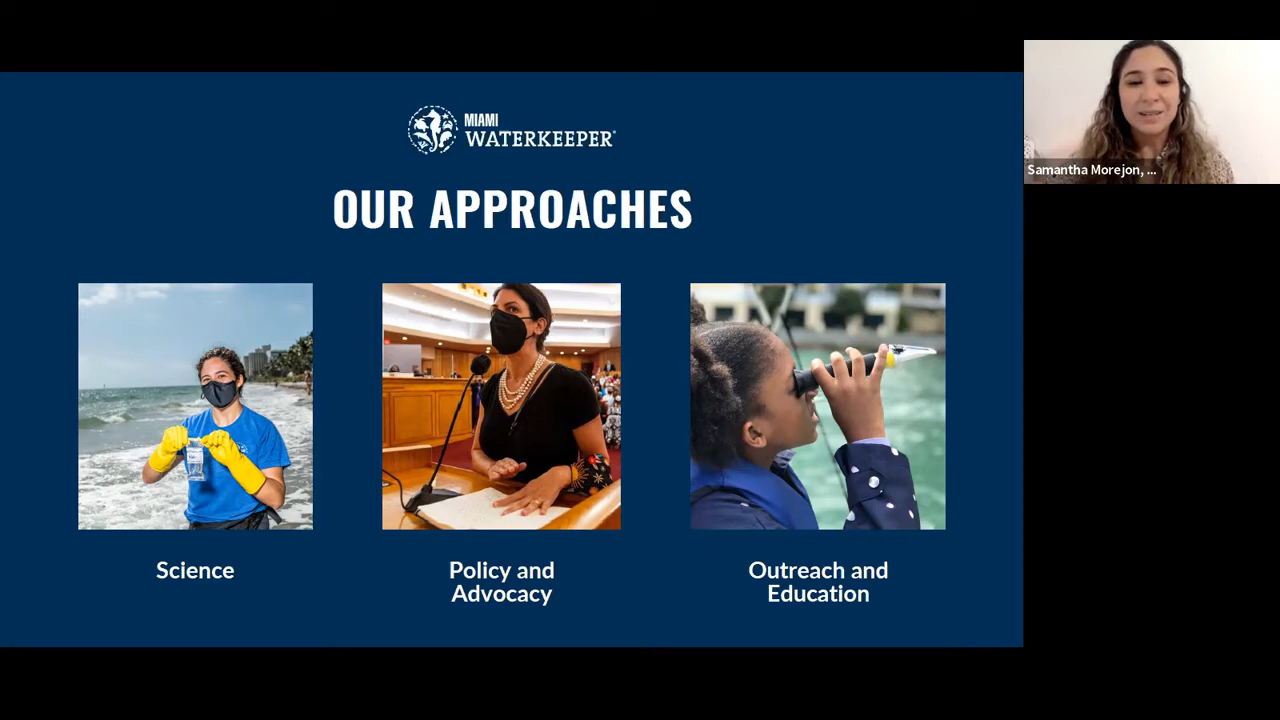 MIAMI
WATERKEEPER®
OUR APPROACHES
Science
Policy and
Advocacy
Outreach and
Education
Samantha Morejon, ...